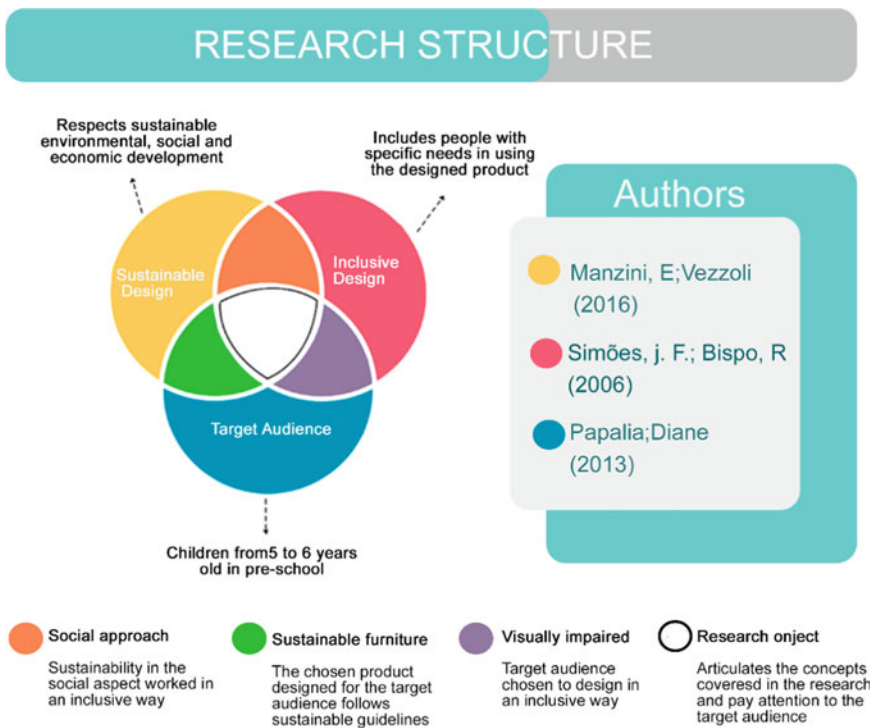 RESEARCH STRUCTURE
Respects sustainable
environmental, social and
economic development
Includes people with
specific needs in using
the designed product
Sustainable
Design
Inclusive
Design
Target Audience
Children from5 to 6 years
old in pre-school
Authors
Manzini, E;Vezzoli
(2016)
Simões, j. F.; Bispo, R
(2006)
Papalia;Diane
(2013)
Social approach
Sustainability in the
social aspect worked in
an inclusive way
Sustainable furniture
The chosen product
designed for the target
audience follows
sustainable guidelines
Visually impaired
Target audience
chosen to design in
an inclusive way
Research onject
Articulates the concepts
coveresd in the research
and pay attention to the
target audience